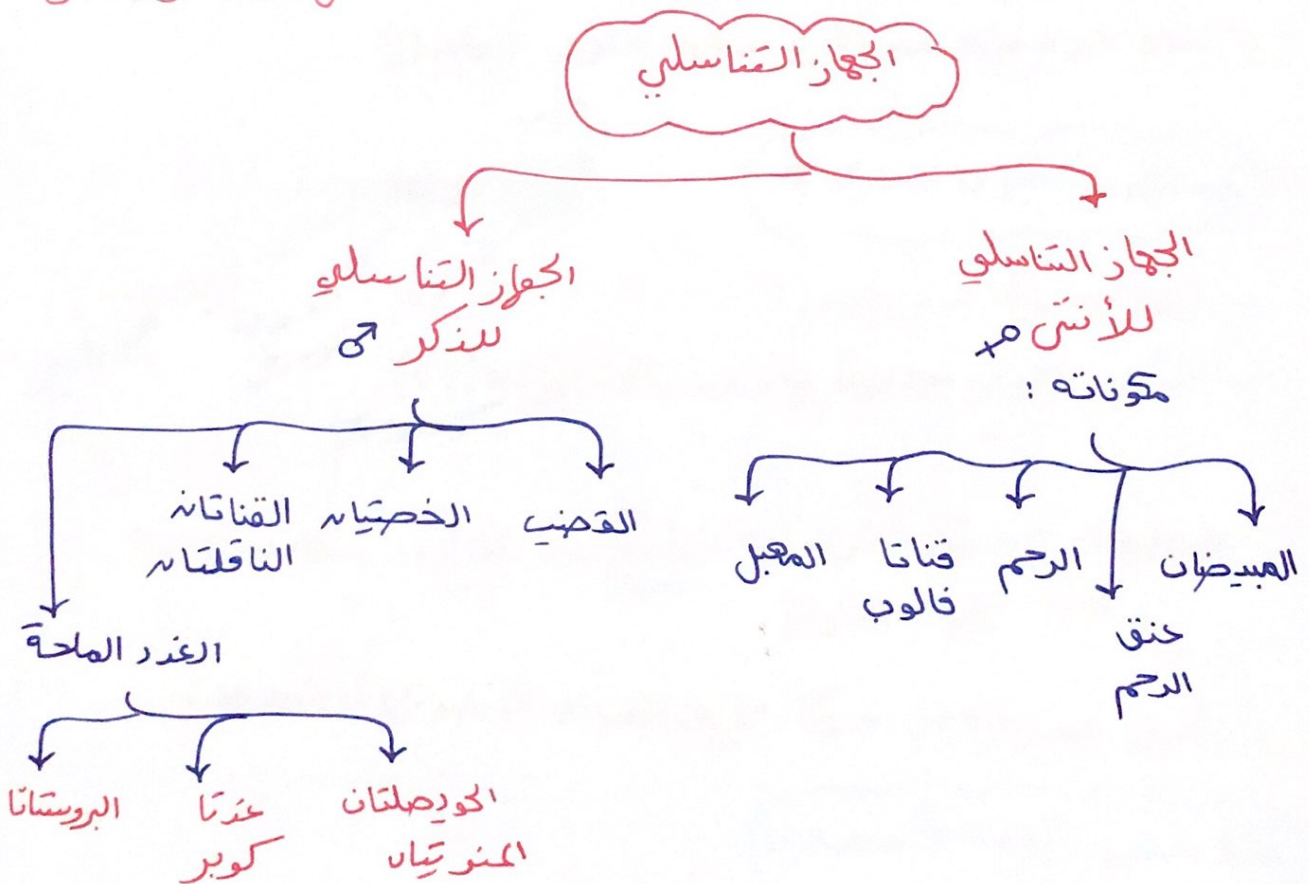 الجهاز التناسلي
الجهاز التناسلي
للأنثى ♀
مكوناته :
المبيضان
عنق
الرحم
الرحم
قناتا
فالوب
المهبل
الجهاز التناسلي
للذكر ♂
القضيب
الخصيتان
القناتان
الناقلتان
الغدد الملحقة
الحويصلتان
المنويتان
غدتا
كوبر
البروستاتا